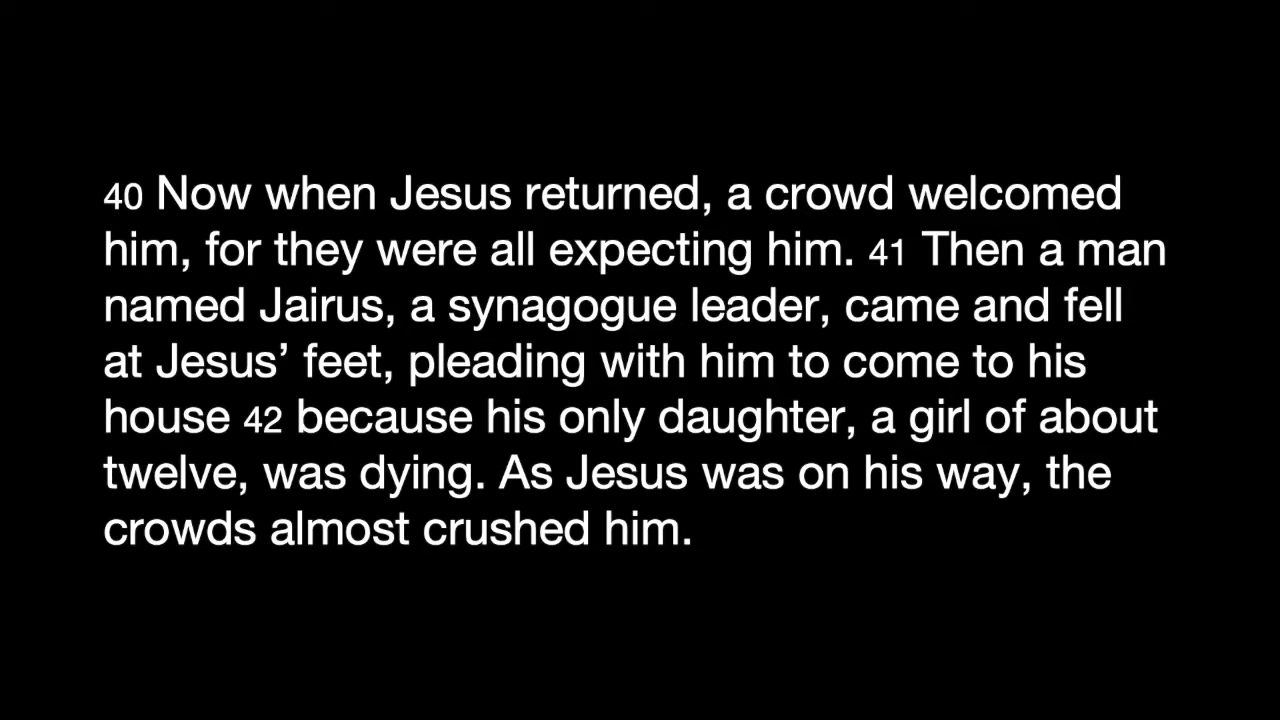 40 Now when Jesus returned, a crowd welcomed
him, for they were all expecting him. 41 Then a man
named Jairus, a synagogue leader, came and fell
at Jesus’ feet, pleading with him to come to his
house 42 because his only daughter, a girl of about
twelve, was dying. As Jesus was on his way, the
crowds almost crushed him.